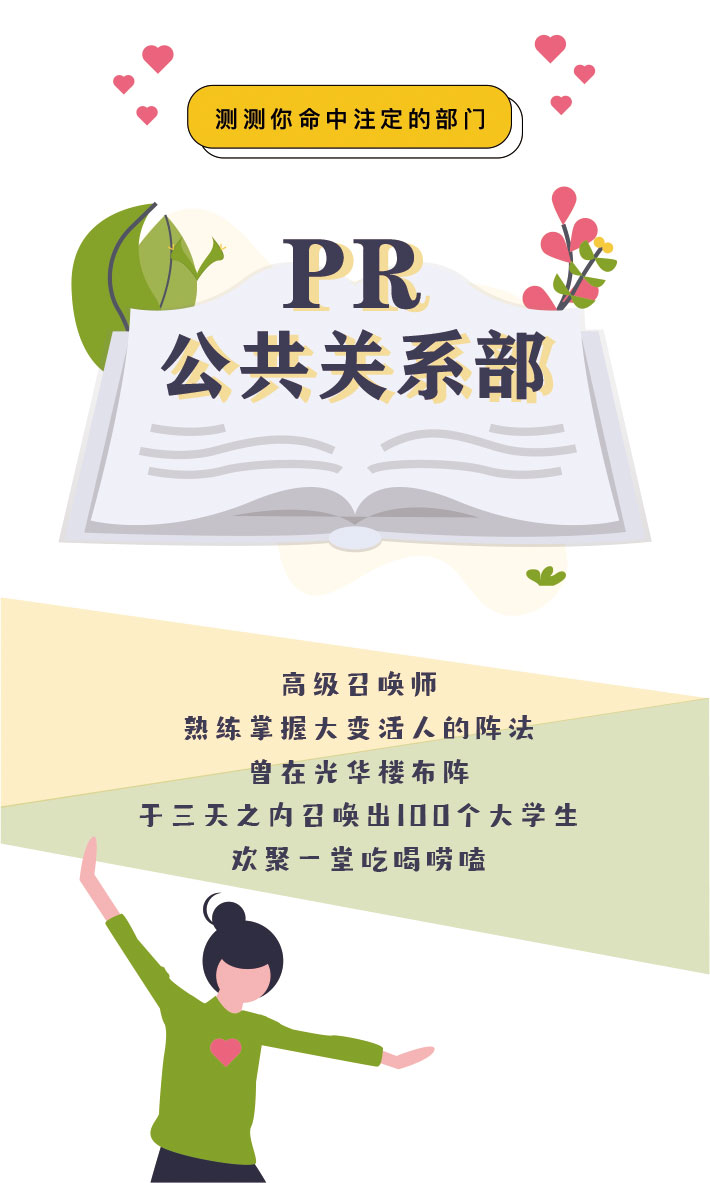 测测你命中注定的部门
PR
公共关系部
高级召唤师
熟练掌握大变活人的阵法
曾在光华楼布阵
于三天之内召唤出100个大学生
欢聚一堂吃喝唠嗑